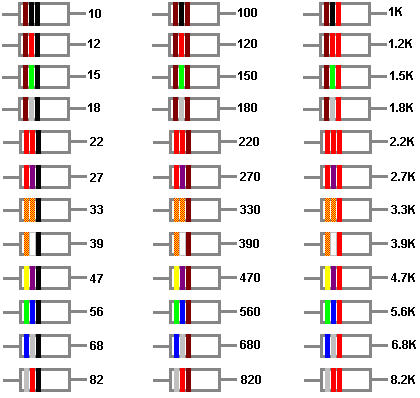 10 100 1K
12 120 1.2K
15 150 1.5K
18 180 1.8K
22 220 2.2K
27 270 2.7K
33 330 3.3K
39 390 3.9K
47 470 4.7K
56 560 5.6K
68 680 6.8K
82 820 8.2K